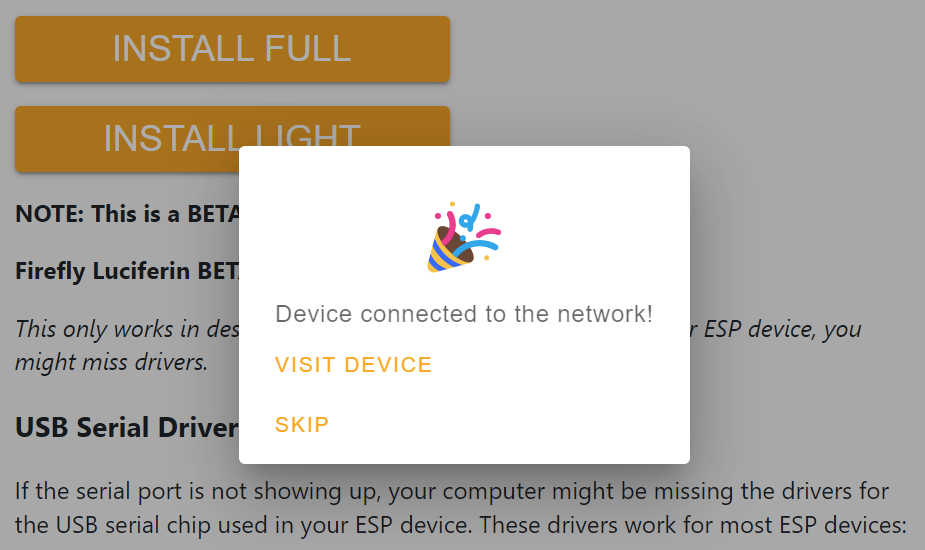 INSTALL FULL
INSTALL LIGHT
NOTE: This is a BETA
Firefly Luciferin BETA
Device connected to the network!
This only works in des r ESP device, you
might miss drivers.
VISIT DEVICE
SKIP
USB Serial Driver
If the serial port is not showing up, your computer might be missing the drivers for
the USB serial chip used in your ESP device. These drivers work for most ESP devices: